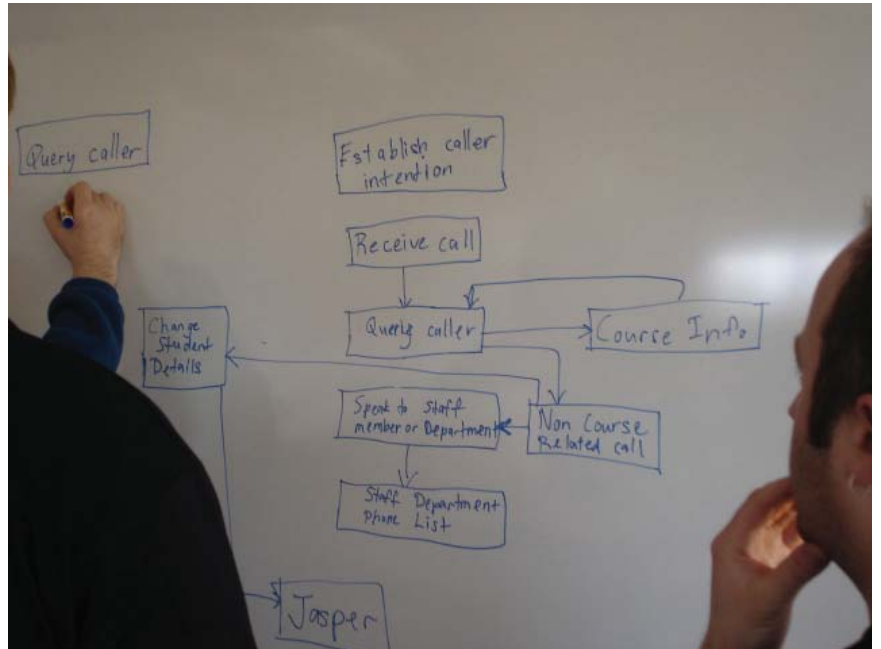 Query caller
Establish caller
intention
Receive call
Query caller
Course Info
Change
Student
Details
Speak to Staff
member or Department
Non Course
Related call
Staff Department
Phone List
Jasper